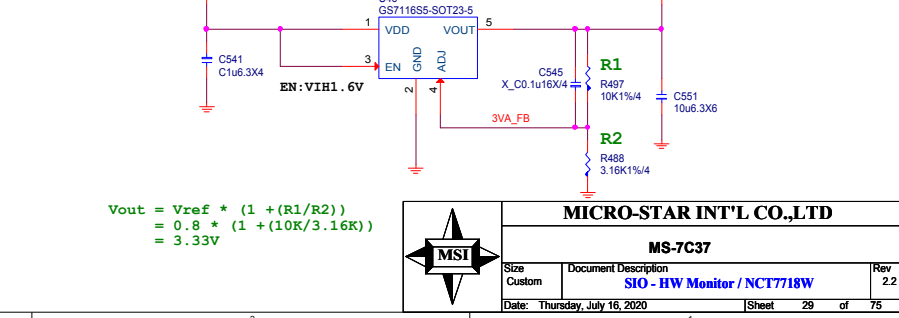 GS7116S5-SOT23-5
1
VDD
VOUT
5
C541
C1u6.3X4
3
EN
GND
ADJ
EN:VIH1.6V
2
4
C545
X_C0.1u16X/4
R1
R497
10K1%/4
C551
10u6.3X6
3VA_FB
R2
R488
3.16K1%/4
Vout = Vref * (1 +(R1/R2))
= 0.8 * (1 +(10K/3.16K))
= 3.33V
MSI
MICRO-STAR INT'L CO.,LTD
MS-7C37
Size
Document Description
Rev
Custom
SIO - HW Monitor / NCT7718W
2.2
Date: Thursday, July 16, 2020
Sheet 29 of 75